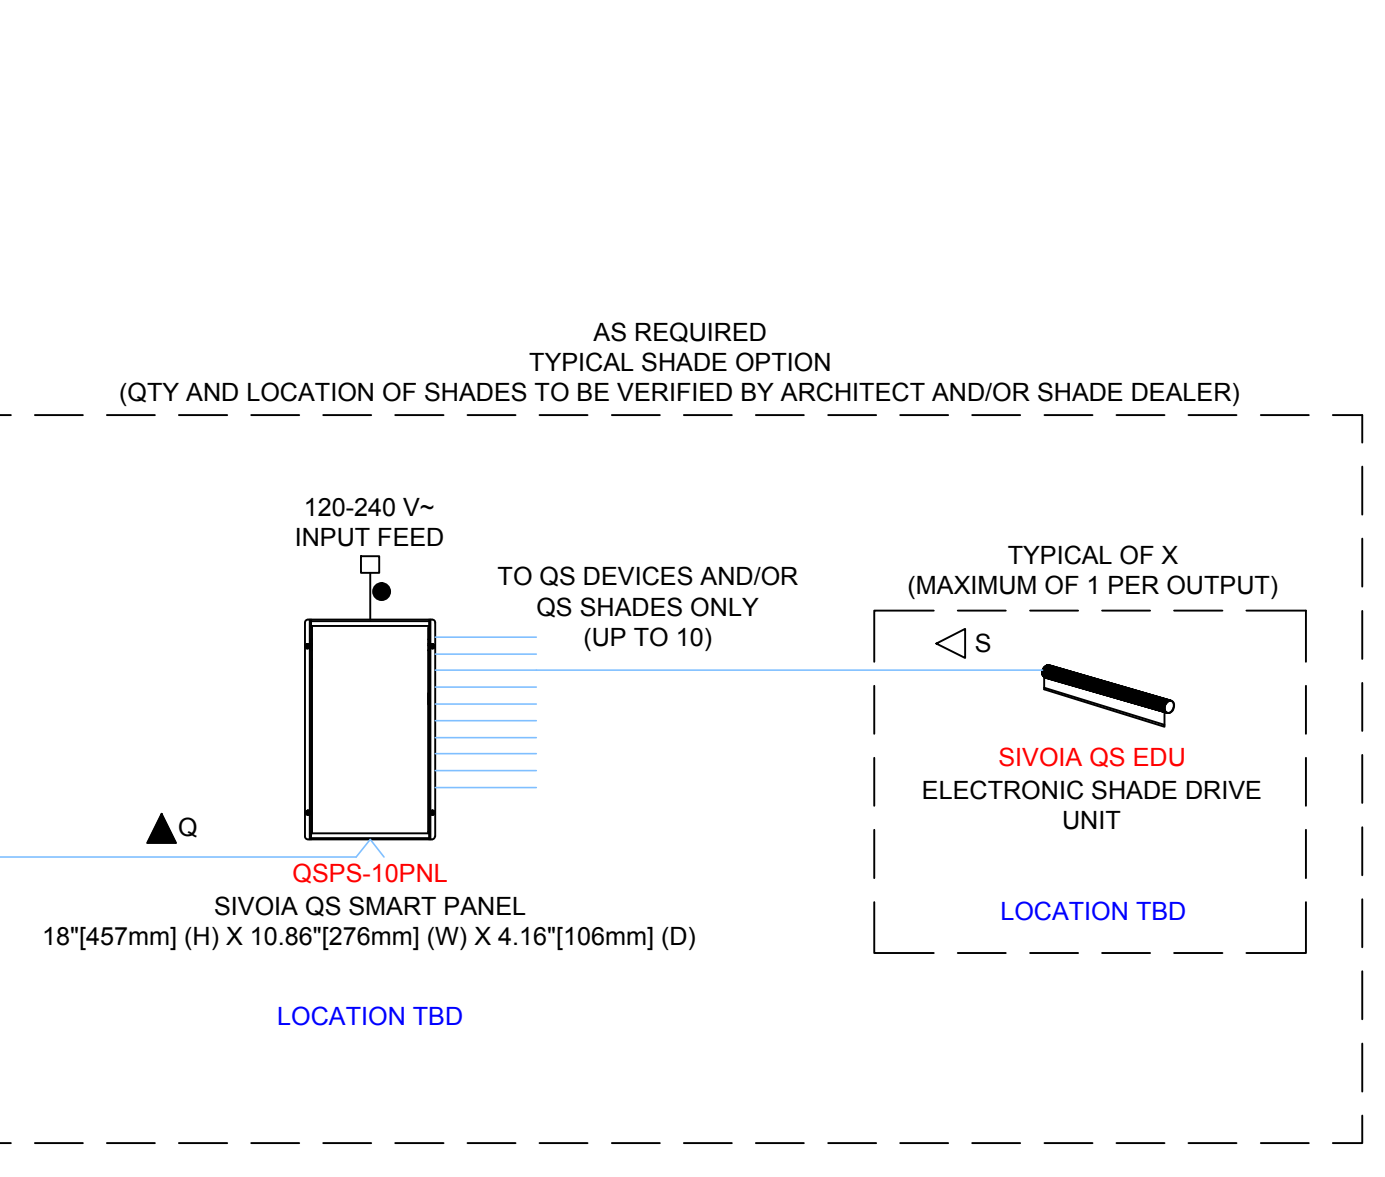 AS REQUIRED
TYPICAL SHADE OPTION
(QTY AND LOCATION OF SHADES TO BE VERIFIED BY ARCHITECT AND/OR SHADE DEALER)
120-240 V~
INPUT FEED
TO QS DEVICES AND/OR
QS SHADES ONLY
(UP TO 10)
TYPICAL OF X
(MAXIMUM OF 1 PER OUTPUT)
S
SIVOIA QS EDU
ELECTRONIC SHADE DRIVE
UNIT
LOCATION TBD
Q
QSPS-10PNL
SIVOIA QS SMART PANEL
18"[457mm] (H) X 10.86"[276mm] (W) X 4.16"[106mm] (D)
LOCATION TBD